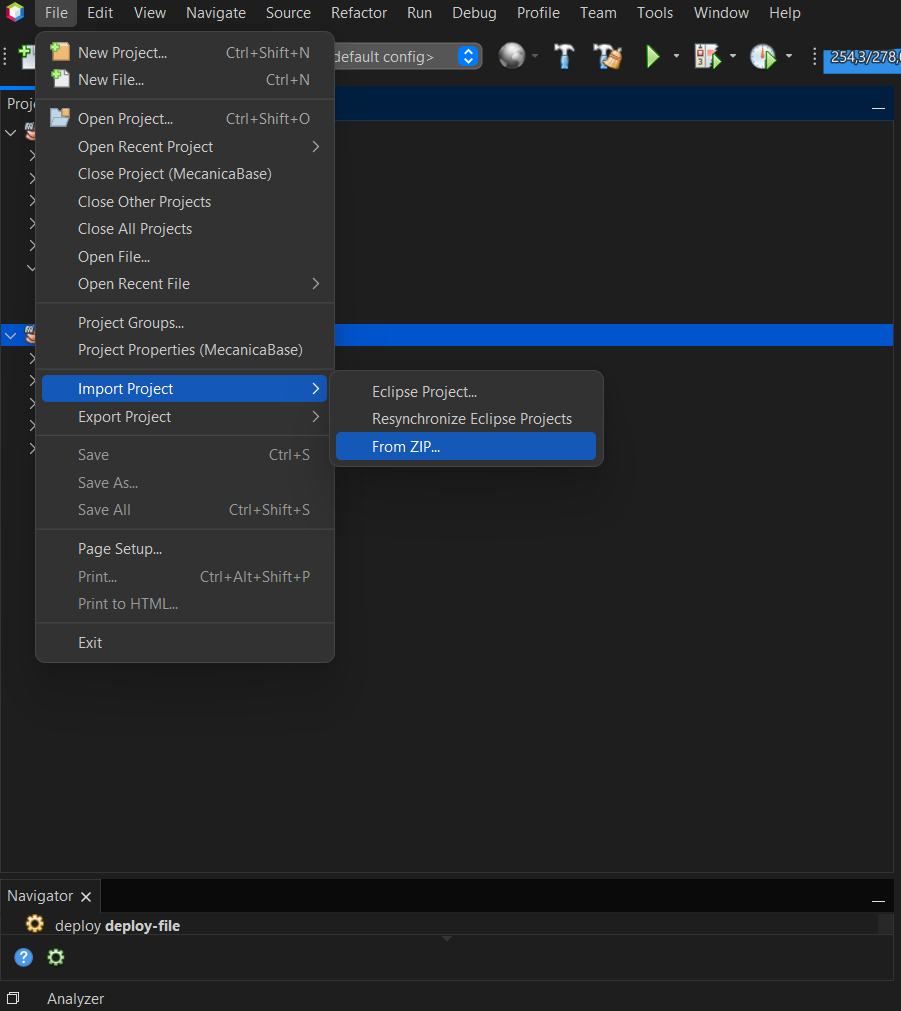 File Edit View Navigate Source Refactor Run Debug Profile Team Tools Window Help
default config>
254,3/278,
New Project... Ctrl+Shift+N
New File... Ctrl+N
Open Project... Ctrl+Shift+O
Open Recent Project
Close Project (MecanicaBase)
Close Other Projects
Close All Projects
Open File...
Open Recent File
Project Groups...
Project Properties (MecanicaBase)
Import Project
Export Project
Save Ctrl+S
Save As...
Save All Ctrl+Shift+S
Page Setup...
Print... Ctrl+Alt+Shift+P
Print to HTML...
Exit
Eclipse Project...
Resynchronize Eclipse Projects
From ZIP...
Proj
Navigator
deploy deploy-file
Analyzer